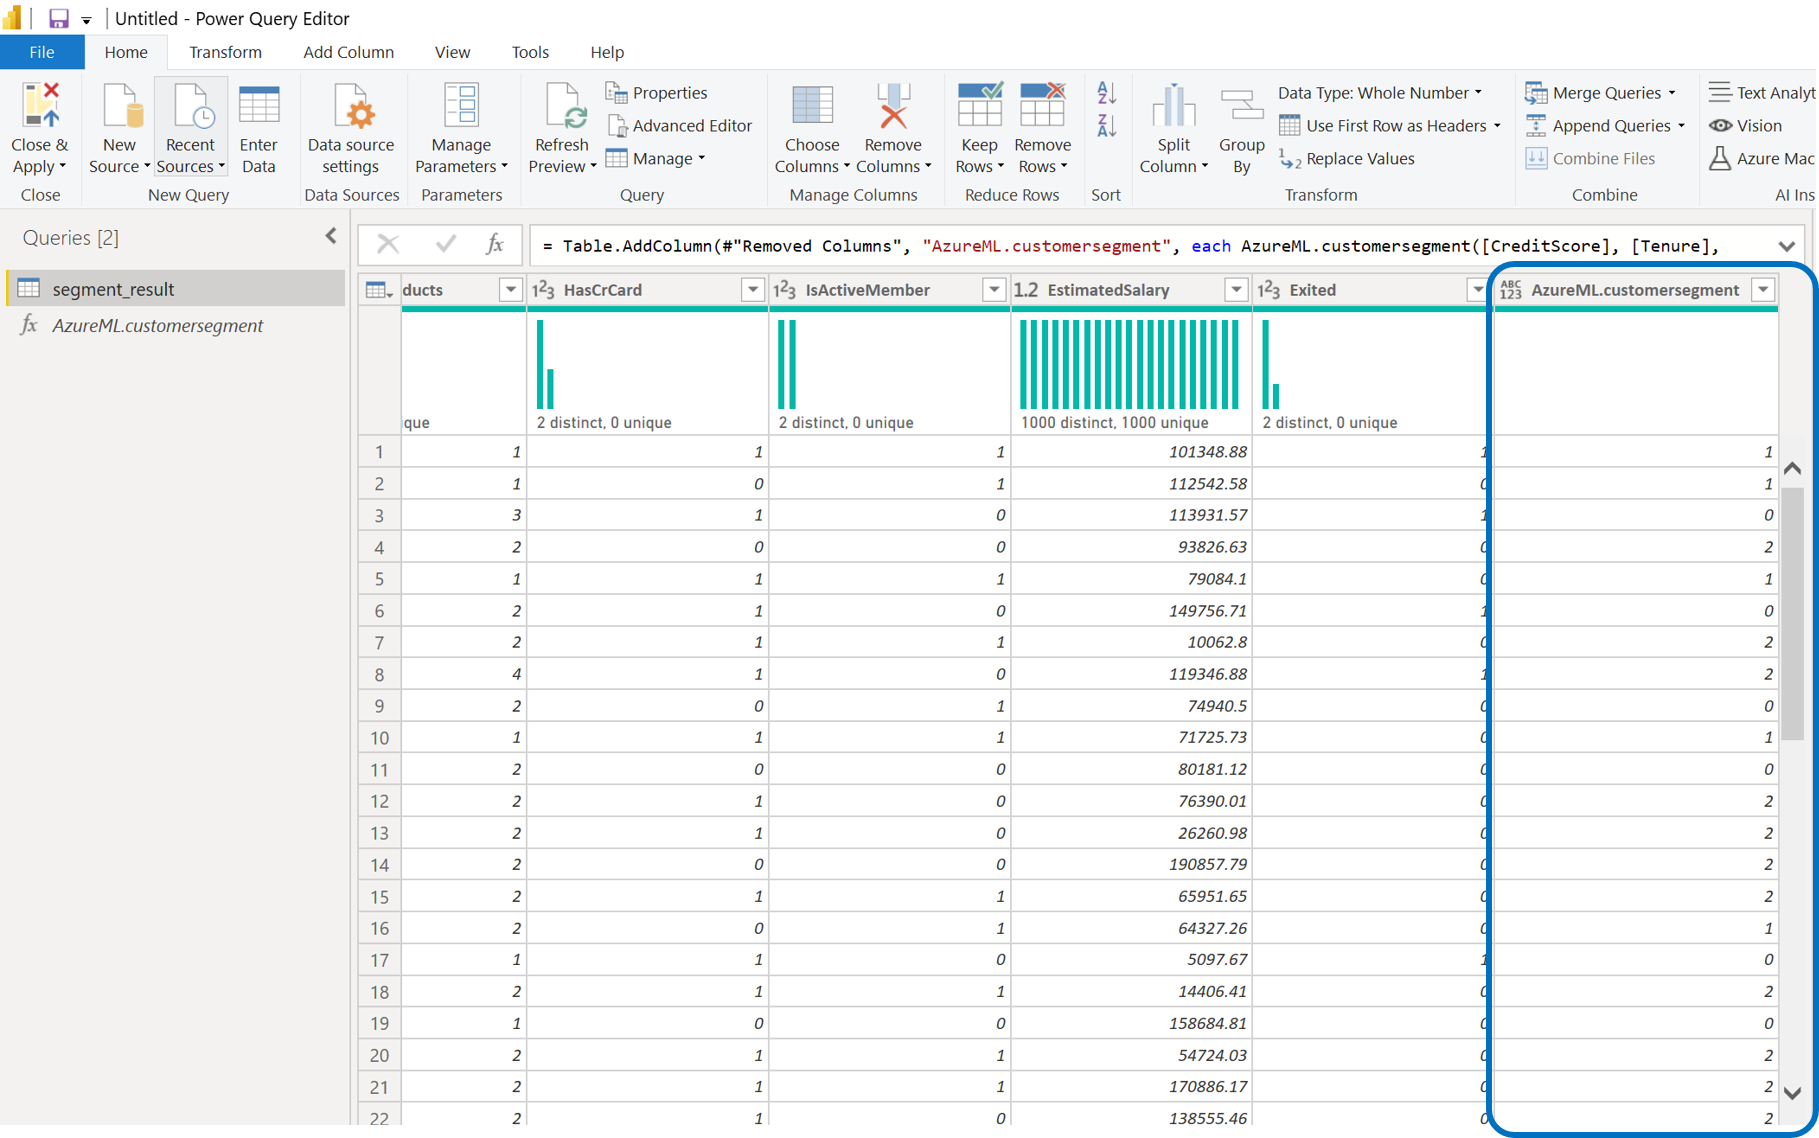 Untitled - Power Query Editor
File Home Transform Add Column View Tools Help
Close & Apply
Close
New Source
Recent Sources
Enter Data
New Query
Data source settings
Data Sources
Manage Parameters
Parameters
Refresh Preview
Properties
Advanced Editor
Manage
Query
Choose Columns
Remove Columns
Manage Columns
Keep Rows
Remove Rows
Reduce Rows
Sort
Split Column
Group By
Data Type: Whole Number
Use First Row as Headers
Replace Values
Transform
Merge Queries
Append Queries
Combine Files
Combine
Text Analyt
Vision
Azure Mac
AI Ins
Queries [2]
segment_result
fx AzureML.customersegment
fx = Table.AddColumn(#"Removed Columns", "AzureML.customersegment", each AzureML.customersegment([CreditScore], [Tenure],
ducts 123 HasCrCard 123 IsActiveMember 1.2 EstimatedSalary 123 Exited ABC 123 AzureML.customersegment
ique 2 distinct, 0 unique 2 distinct, 0 unique 1000 distinct, 1000 unique 2 distinct, 0 unique
1 1 1 1 101348.88 1 1
2 1 0 1 112542.58 0 1
3 3 1 0 113931.57 1 0
4 2 0 0 93826.63 0 2
5 1 1 1 79084.1 0 1
6 2 1 0 149756.71 1 0
7 2 1 1 10062.8 0 2
8 4 1 0 119346.88 1 2
9 2 0 1 74940.5 0 0
10 1 1 1 71725.73 0 1
11 2 0 0 80181.12 0 0
12 2 1 0 76390.01 0 2
13 2 1 0 26260.98 0 2
14 2 0 0 190857.79 0 2
15 2 1 1 65951.65 0 2
16 2 0 1 64327.26 0 1
17 1 1 0 5097.67 1 0
18 2 1 1 14406.41 0 2
19 1 0 0 158684.81 0 0
20 2 1 1 54724.03 0 2
21 2 1 1 170886.17 0 2
22 2 1 0 138555.46 0 2